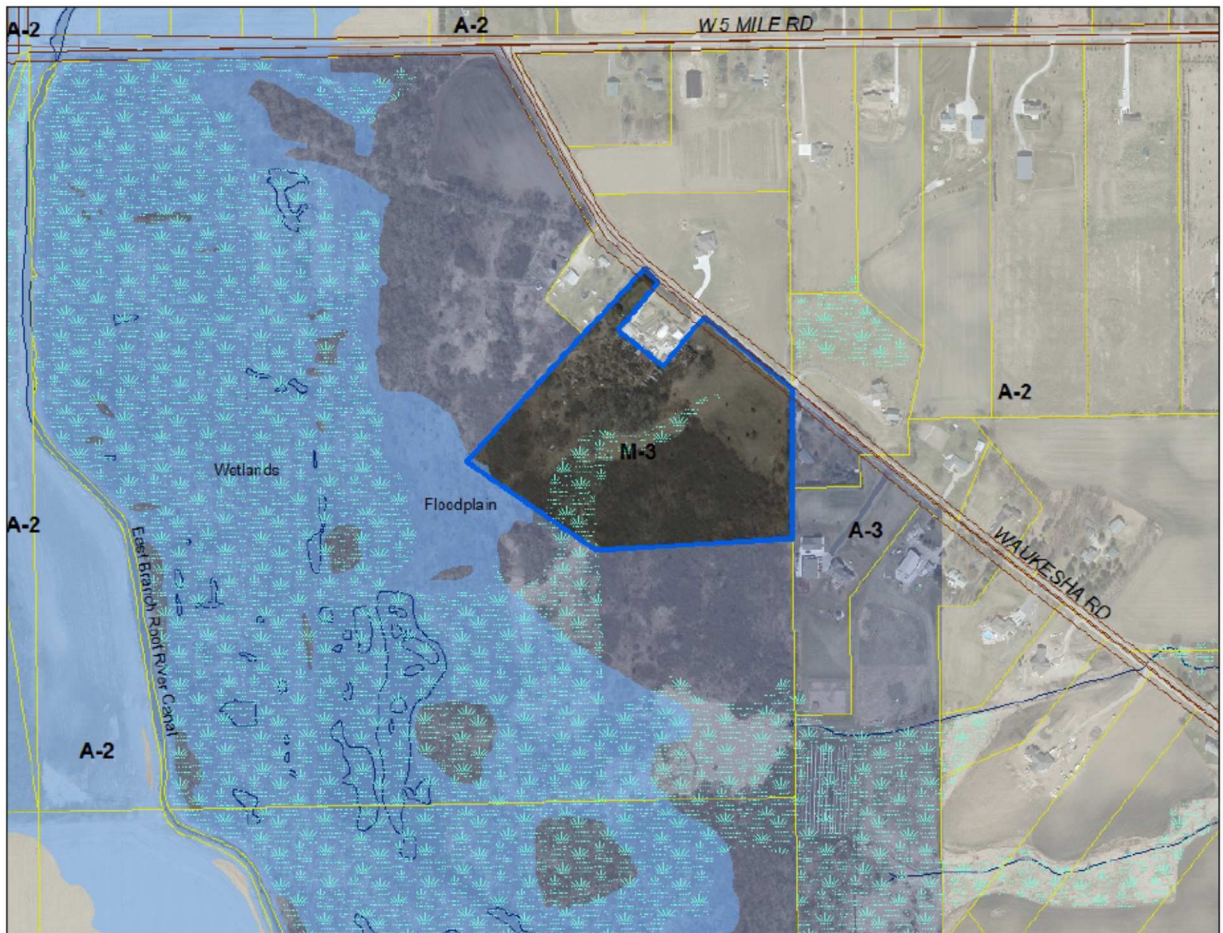 A-2
A-2
W 5 MILE RD
A-2
M-3
Wetlands
Floodplain
A-2
A-3
WAUKESHA RD
East Branch Root River Canal
A-2